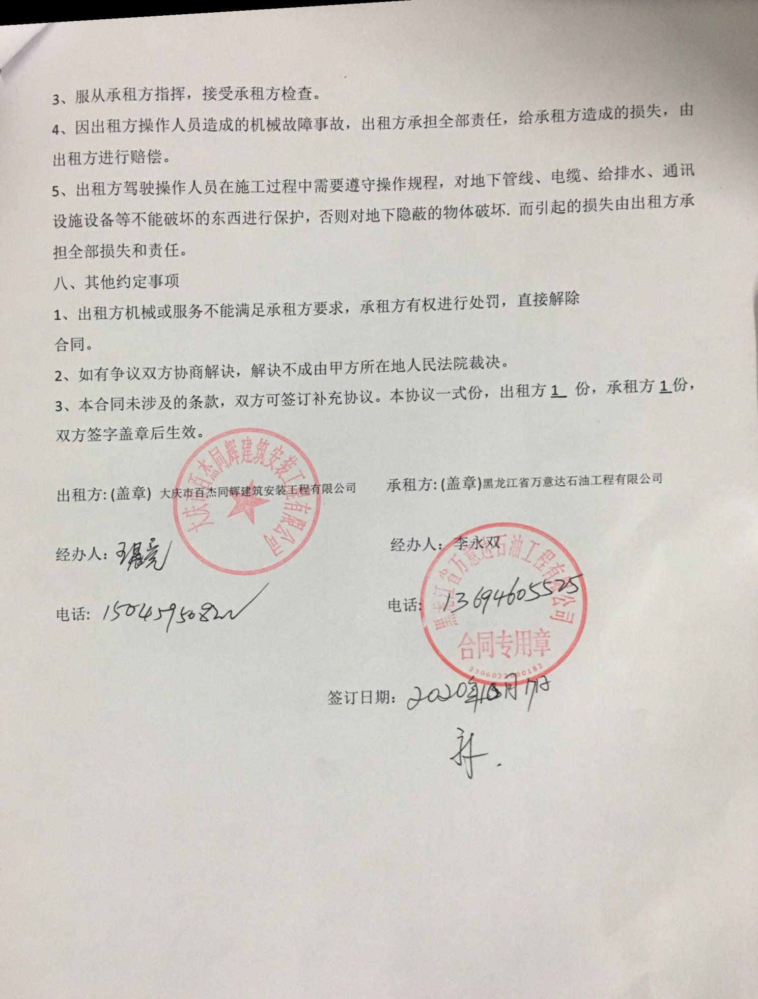 3、服从承租方指挥，接受承租方检查。
4、因出租方操作人员造成的机械故障事故，出租方承担全部责任，给承租方造成的损失，由
出租方进行赔偿。
5、出租方驾驶操作人员在施工过程中需要遵守操作规程，对地下管线、电缆、给排水、通讯
设施设备等不能破坏的东西进行保护，否则对地下隐蔽的物体破坏. 而引起的损失由出租方承
担全部损失和责任。
八、其他约定事项
1、出租方机械或服务不能满足承租方要求，承租方有权进行处罚，直接解除
合同。
2、如有争议双方协商解诀，解诀不成由甲方所在地人民法院裁决。
3、本合同未涉及的条款，双方可签订补充协议。本协议一式份，出租方 1 份，承租方 1 份，
双方签字盖章后生效。
大庆市百杰同辉建筑安装工程有限公司
出租方: (盖章) 大庆市百杰同辉建筑安装工程有限公司
承租方: (盖章)黑龙江省万意达石油工程有限公司
经办人：王
经办人：李永双
黑龙江省万意达石油工程有限公司
电话:
电话: 13694605525
合同专用章
2306022000182
签订日期：2020年 月17日